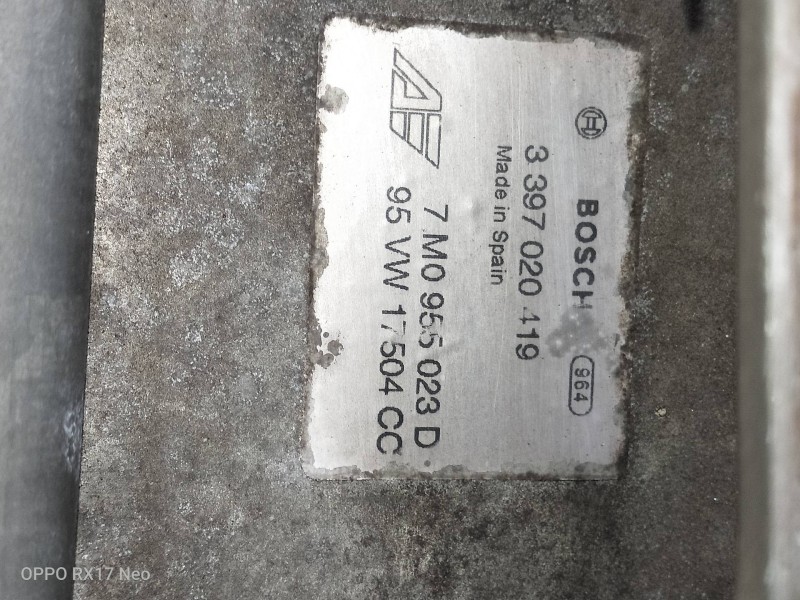 BOSCH 964
3 397 020 419
Made in Spain
7 M0 955 023 D
95 VW 17504 CC
OPPO RX17 Neo